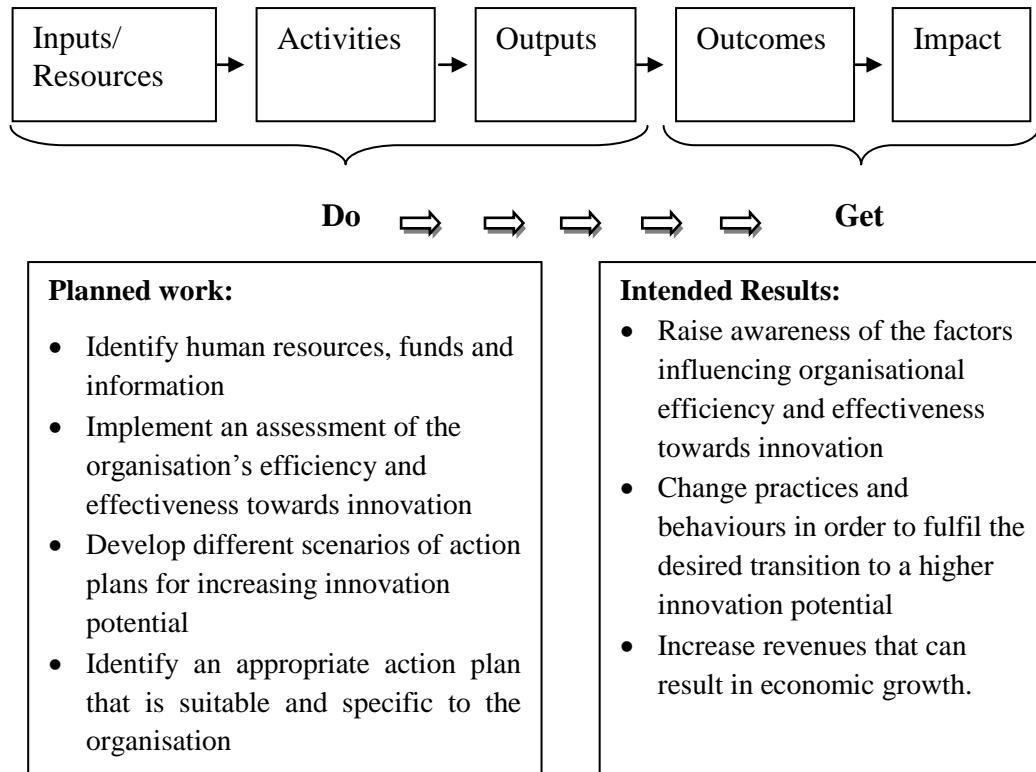 Inputs/
Resources
Activities
Outputs
Outcomes
Impact
Do
Get
Planned work:
• Identify human resources, funds and
information
• Implement an assessment of the
organisation’s efficiency and
effectiveness towards innovation
• Develop different scenarios of action
plans for increasing innovation
potential
• Identify an appropriate action plan
that is suitable and specific to the
organisation
Intended Results:
• Raise awareness of the factors
influencing organisational
efficiency and effectiveness
towards innovation
• Change practices and
behaviours in order to fulfil the
desired transition to a higher
innovation potential
• Increase revenues that can
result in economic growth.